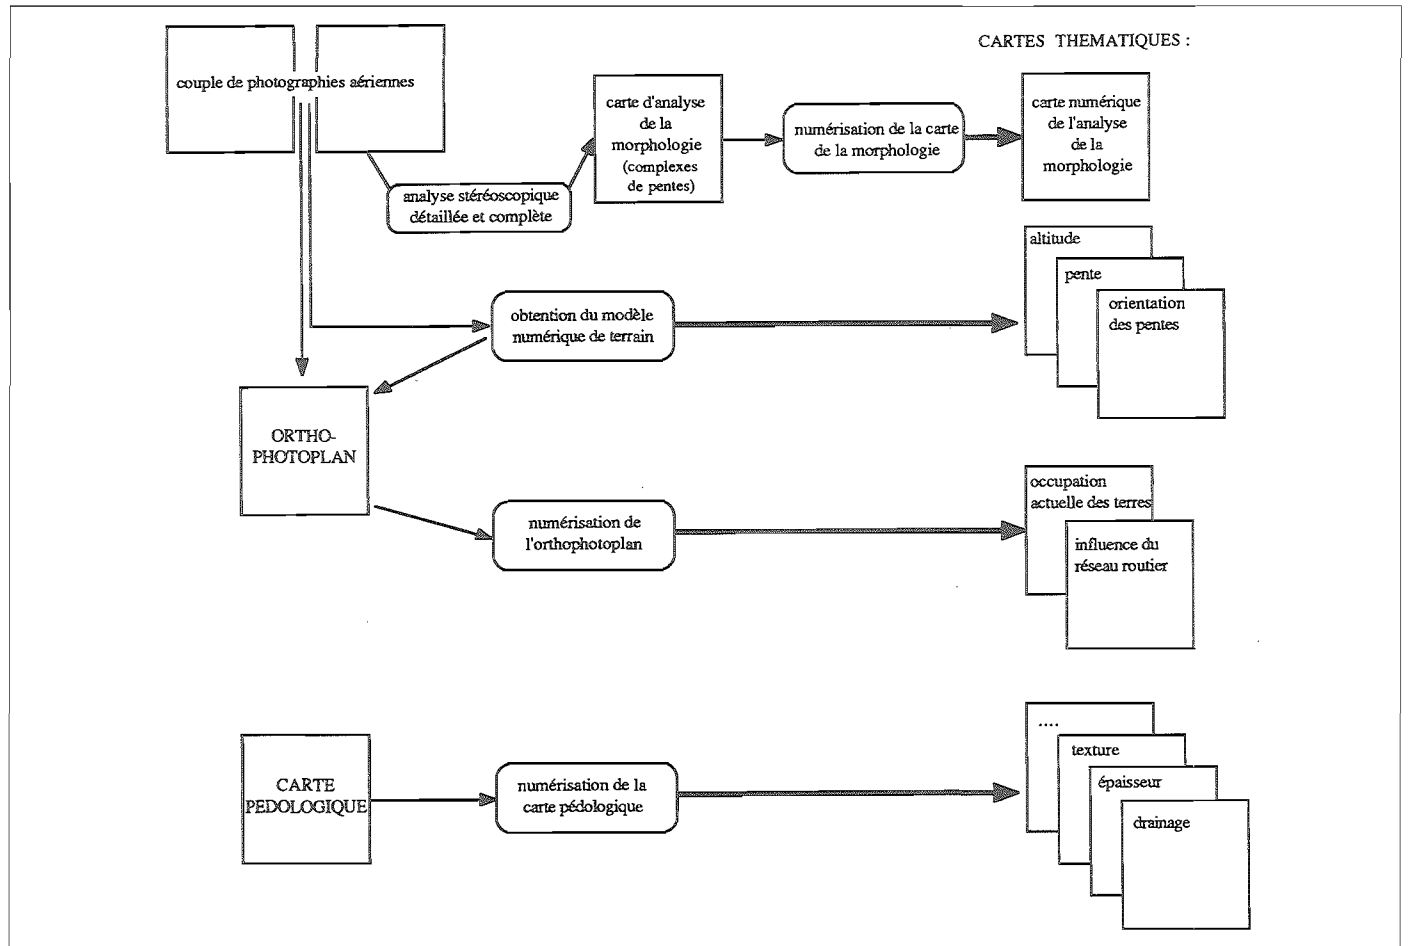 CARTES THEMATIQUES :
couple de photographies aériennes
carte d'analyse
de la
morphologie
(complexes
de pentes)
numérisation de la carte
de la morphologie
carte numérique
de l'analyse
de la
morphologie
analyse stéréoscopique
détaillée et complète
altitude
pente
orientation
des pentes
obtention du modèle
numérique de terrain
ORTHO-
PHOTOPLAN
occupation
actuelle des terres
influence du
réseau routier
numérisation de
l'orthophotoplan
....
texture
épaisseur
drainage
CARTE
PEDOLOGIQUE
numérisation de la
carte pédologique